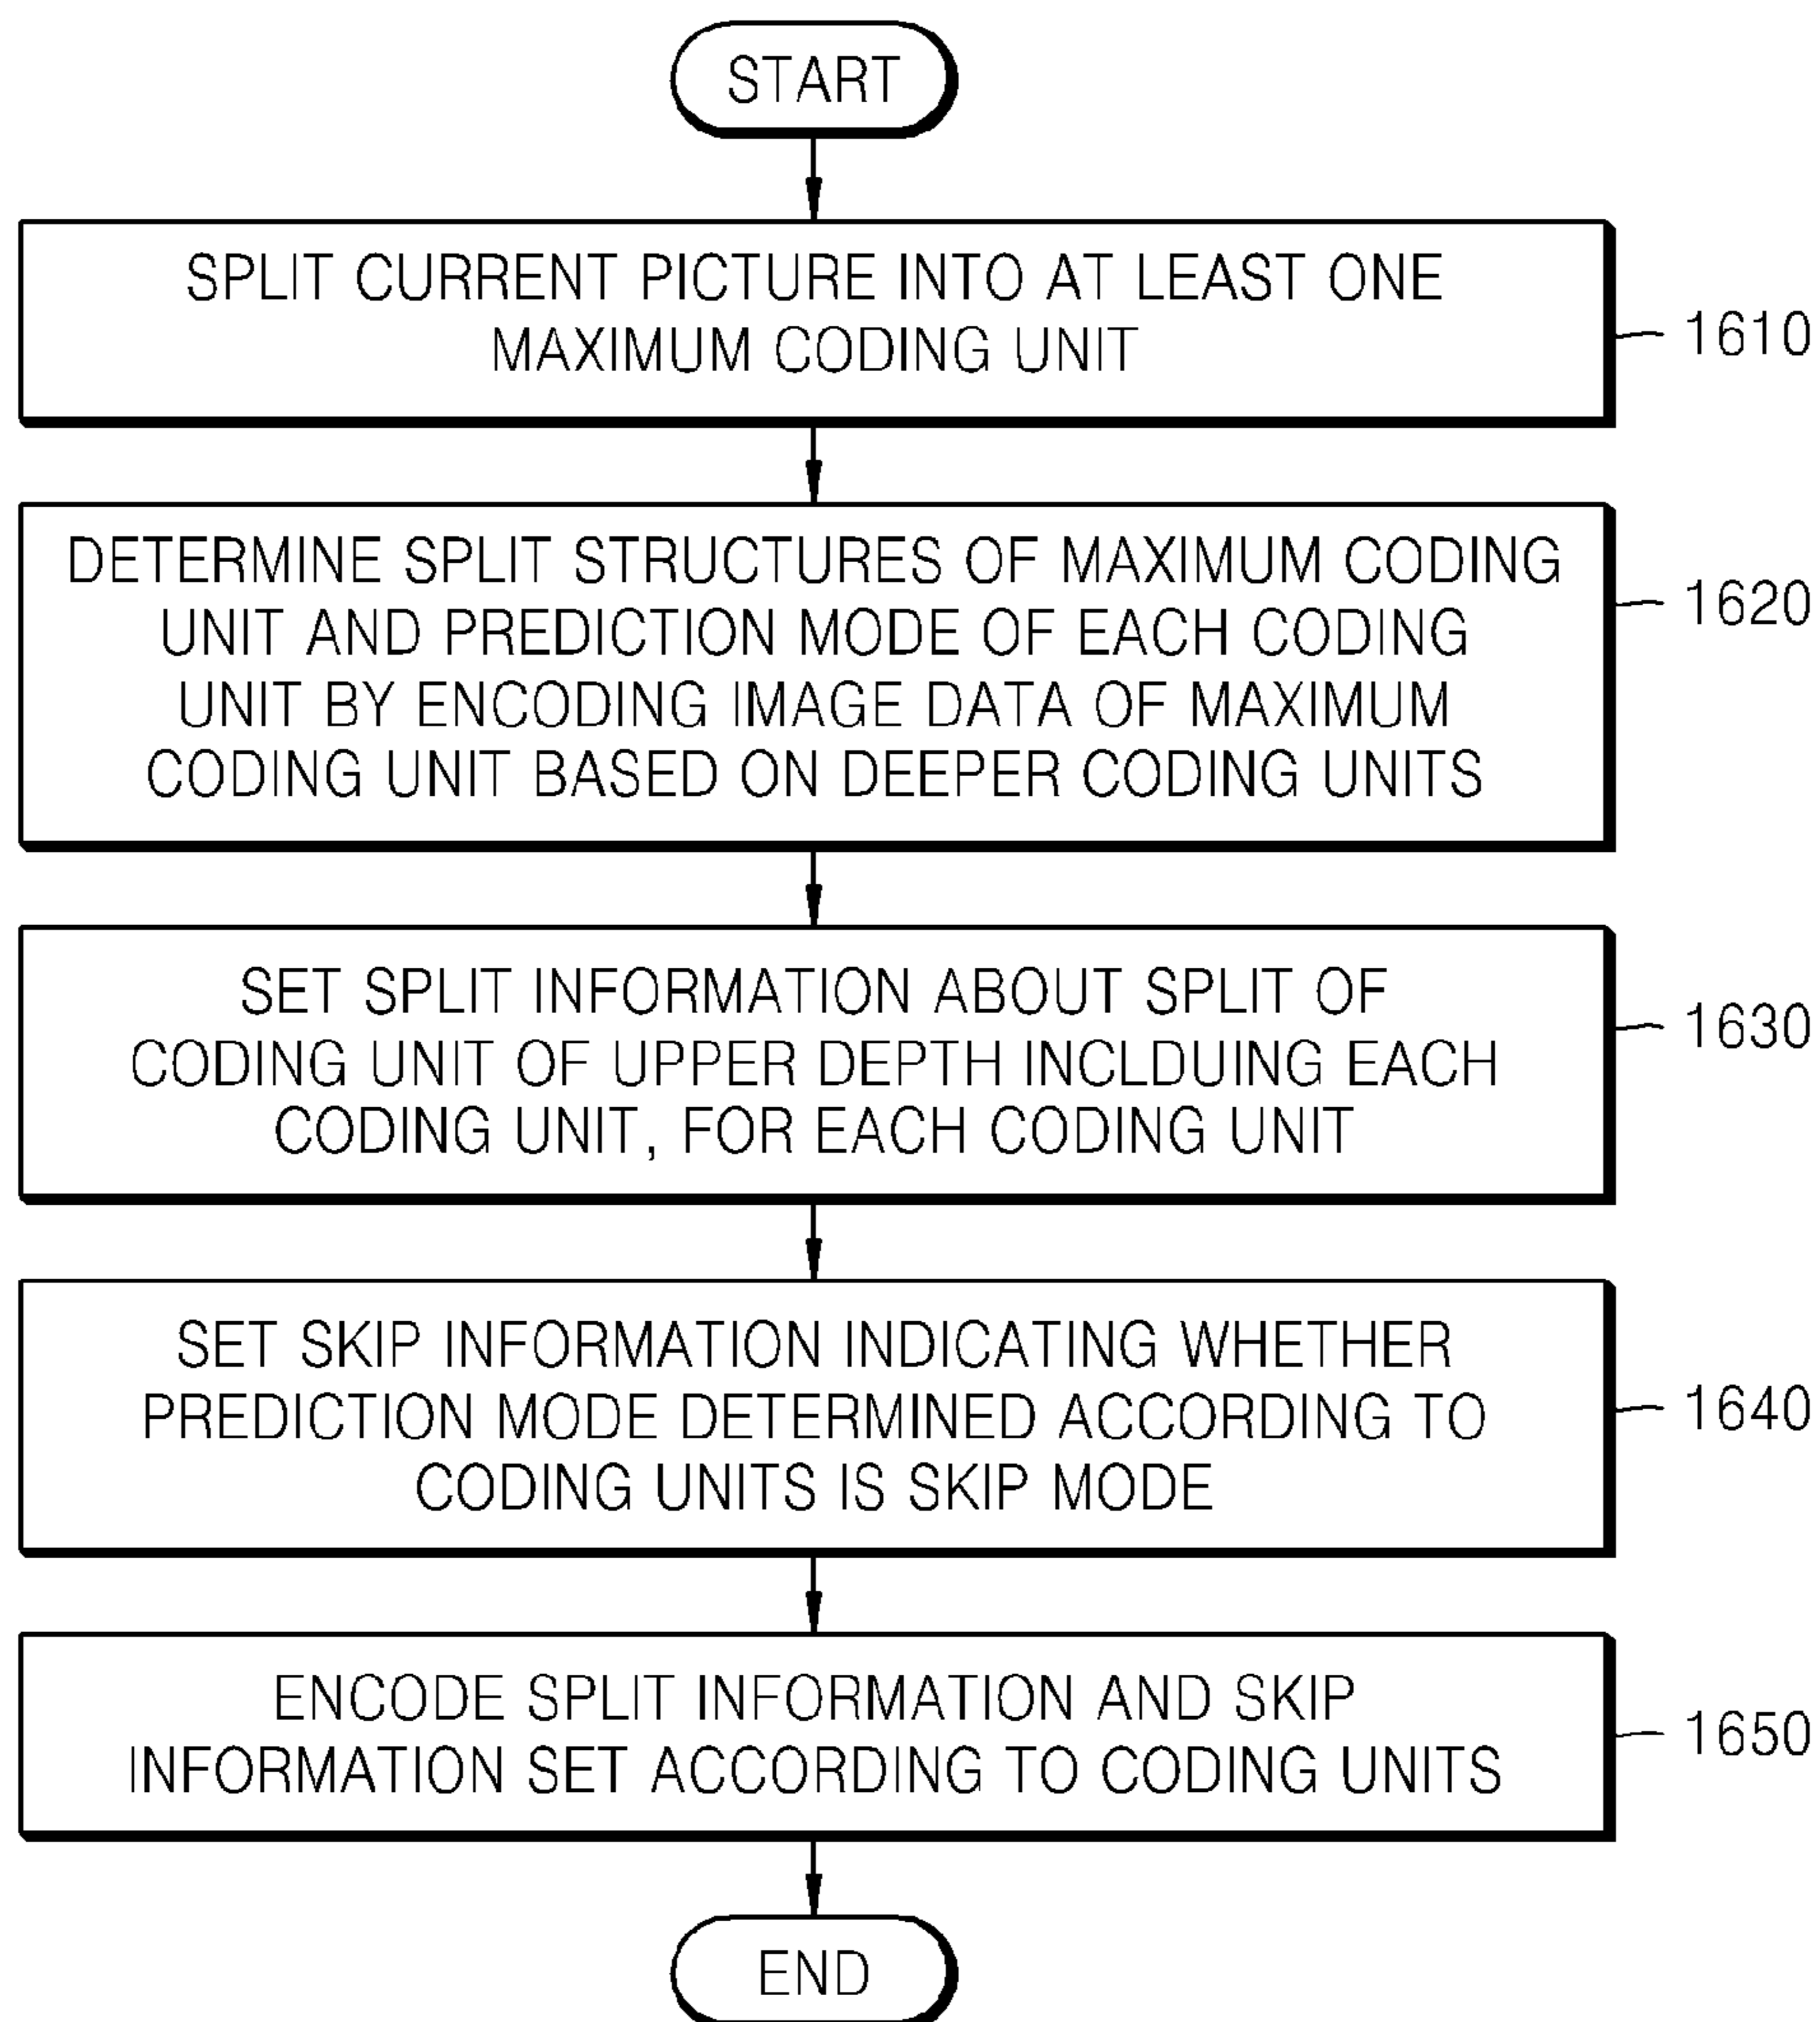 START
SPLIT CURRENT PICTURE INTO AT LEAST ONE
MAXIMUM CODING UNIT
1610
DETERMINE SPLIT STRUCTURES OF MAXIMUM CODING
UNIT AND PREDICTION MODE OF EACH CODING
UNIT BY ENCODING IMAGE DATA OF MAXIMUM
CODING UNIT BASED ON DEEPER CODING UNITS
1620
SET SPLIT INFORMATION ABOUT SPLIT OF
CODING UNIT OF UPPER DEPTH INCLDUING EACH
CODING UNIT, FOR EACH CODING UNIT
1630
SET SKIP INFORMATION INDICATING WHETHER
PREDICTION MODE DETERMINED ACCORDING TO
CODING UNITS IS SKIP MODE
1640
ENCODE SPLIT INFORMATION AND SKIP
INFORMATION SET ACCORDING TO CODING UNITS
1650
END